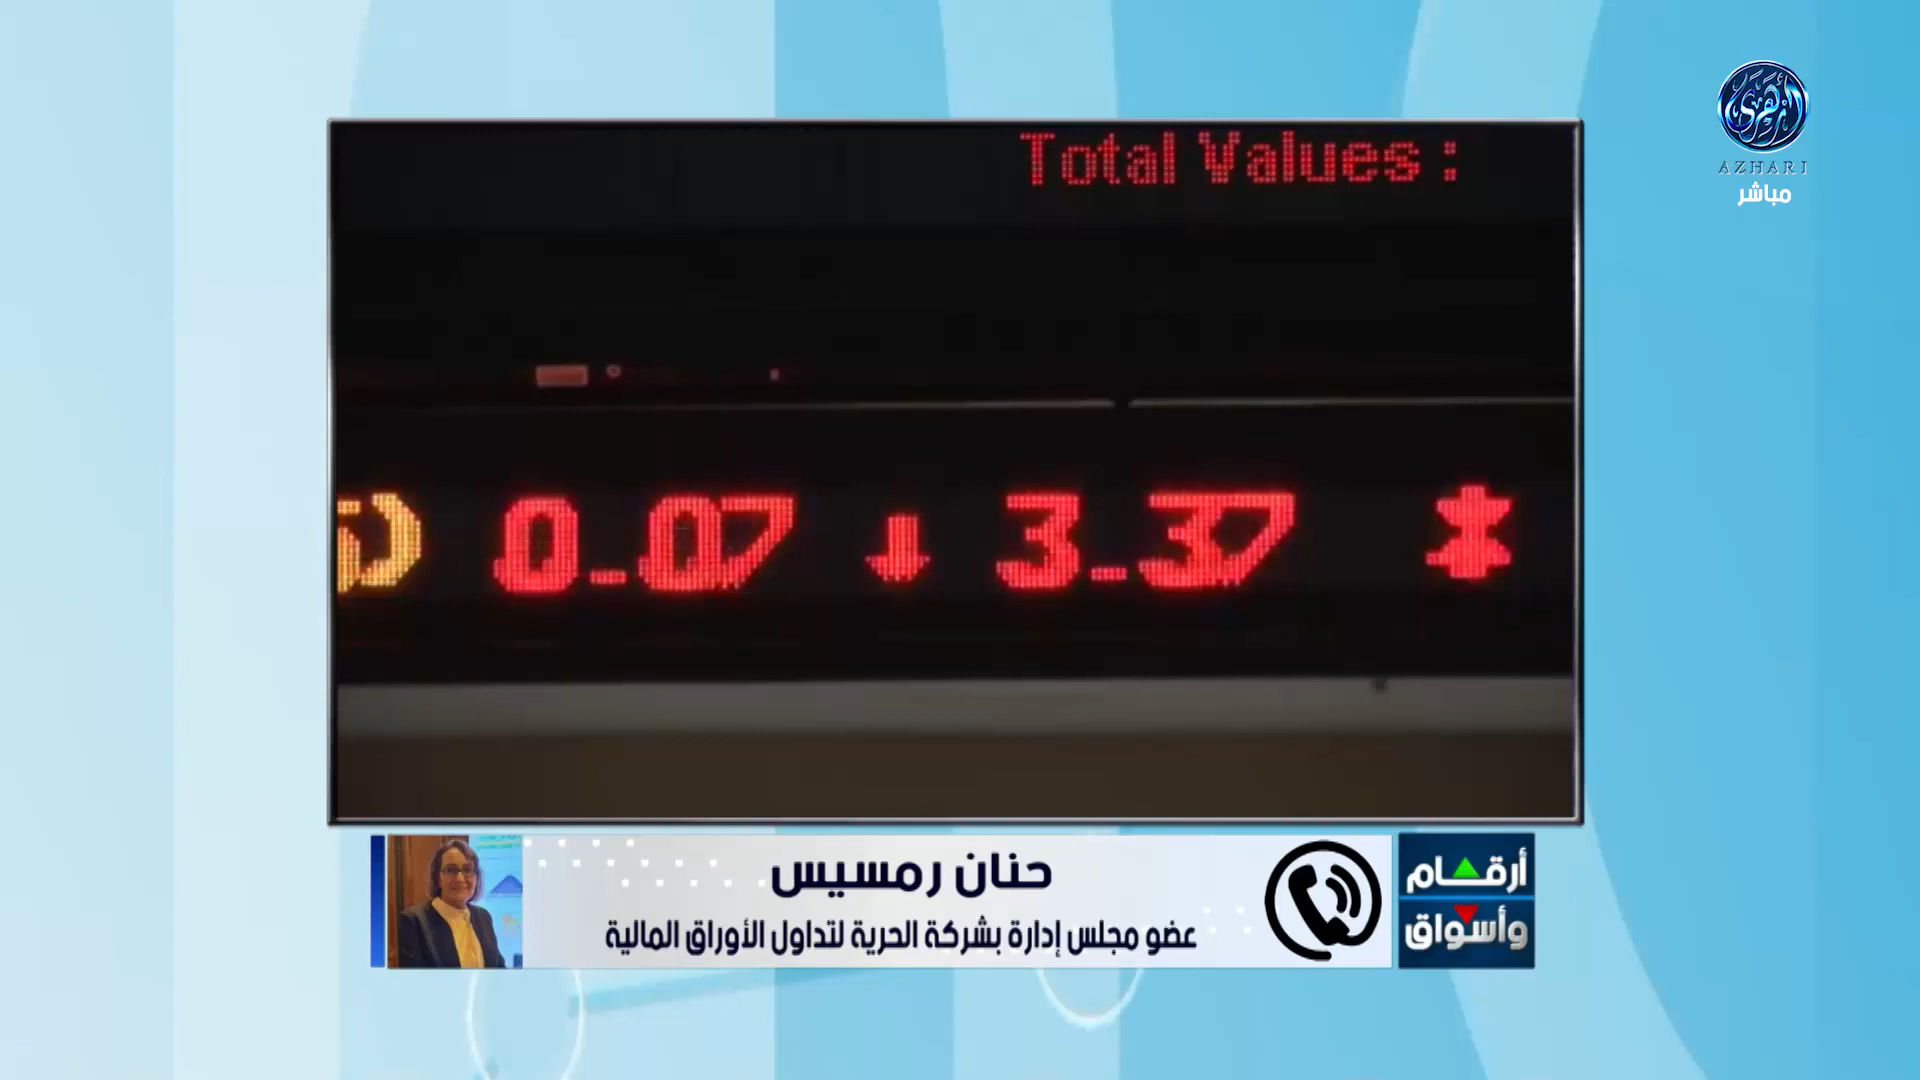 الأزهري
AZHARI
مباشر
Total Values :
0.07 ↓ 3.37
حنان رمسيس
عضو مجلس إدارة بشركة الحرية لتداول الأوراق المالية
أرقام
وأسواق